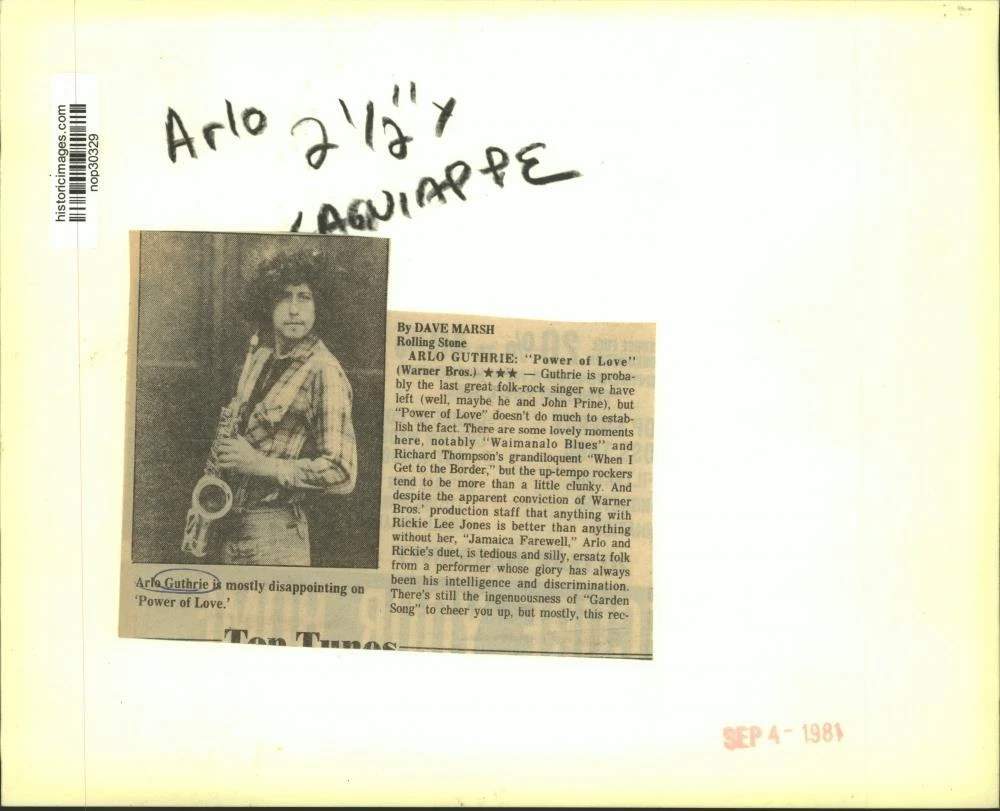 historicimages.com
nop30329
Arlo 2 1/2" x
LAGNIAPPE
By DAVE MARSH
Rolling Stone
ARLO GUTHRIE: "Power of Love"
(Warner Bros.) ★★★ — Guthrie is proba-
bly the last great folk-rock singer we have
left (well, maybe he and John Prine), but
"Power of Love" doesn't do much to estab-
lish the fact. There are some lovely moments
here, notably "Waimanalo Blues" and
Richard Thompson's grandiloquent "When I
Get to the Border," but the up-tempo rockers
tend to be more than a little clunky. And
despite the apparent conviction of Warner
Bros.' production staff that anything with
Rickie Lee Jones is better than anything
without her, "Jamaica Farewell," Arlo and
Rickie's duet, is tedious and silly, ersatz folk
from a performer whose glory has always
been his intelligence and discrimination.
There's still the ingenuousness of "Garden
Song" to cheer you up, but mostly, this rec-
Arlo Guthrie is mostly disappointing on
'Power of Love.'
Top Tunes
SEP 4 - 1981